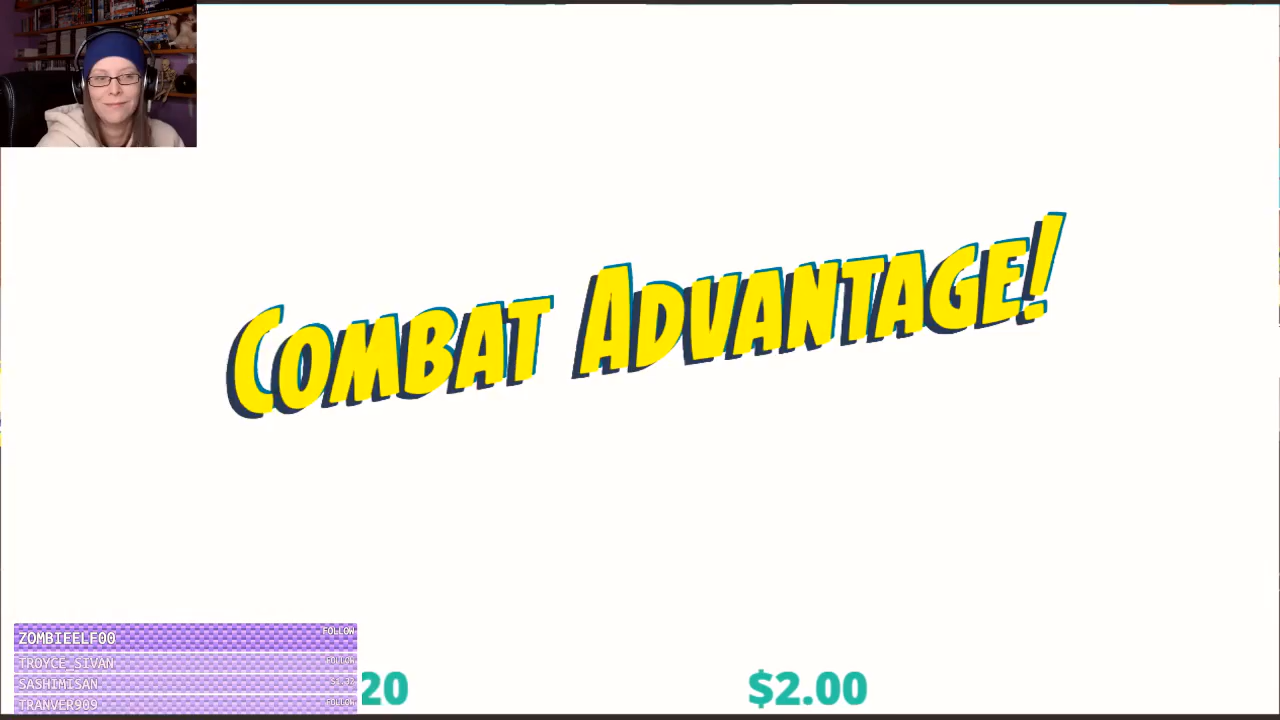 COMBAT ADVANTAGE!
ZOMBIEELF00 FOLLOW
TROYCE_SIVAN FOLLOW
SASHIMISAN
TRANVER909 FOLLOW
20
$2.00